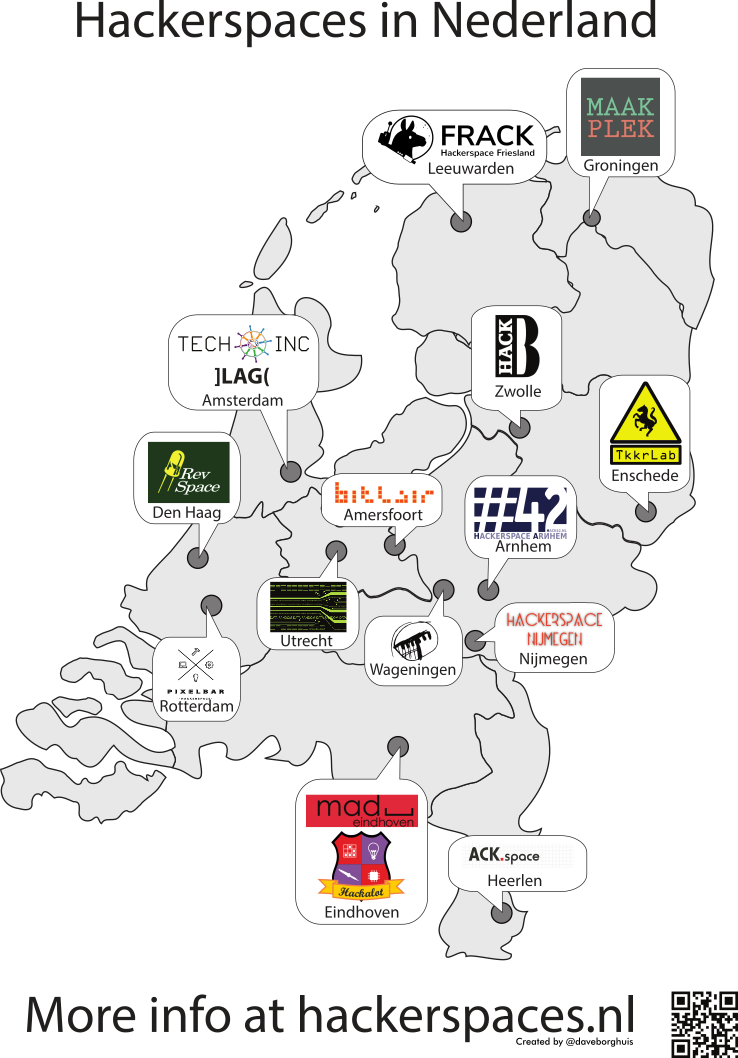 Hackerspaces in Nederland
MAAK
PLEK
Groningen
FRACK
Hackerspace Friesland
Leeuwarden
HACK
B
Zwolle
TECH INC
]LAG(
Amsterdam
TkkrLab
Enschede
Rev
Space
Den Haag
bitlair
Amersfoort
#42
HACK42.NL
HACKERSPACE ARNHEM
Arnhem
Utrecht
Wageningen
HACKERSPACE
NIJMEGEN
Nijmegen
PIXELBAR
Rotterdam
mad
eindhoven
Hackalot
Eindhoven
ACK.space
Heerlen
More info at hackerspaces.nl
Created by @daveborghuis